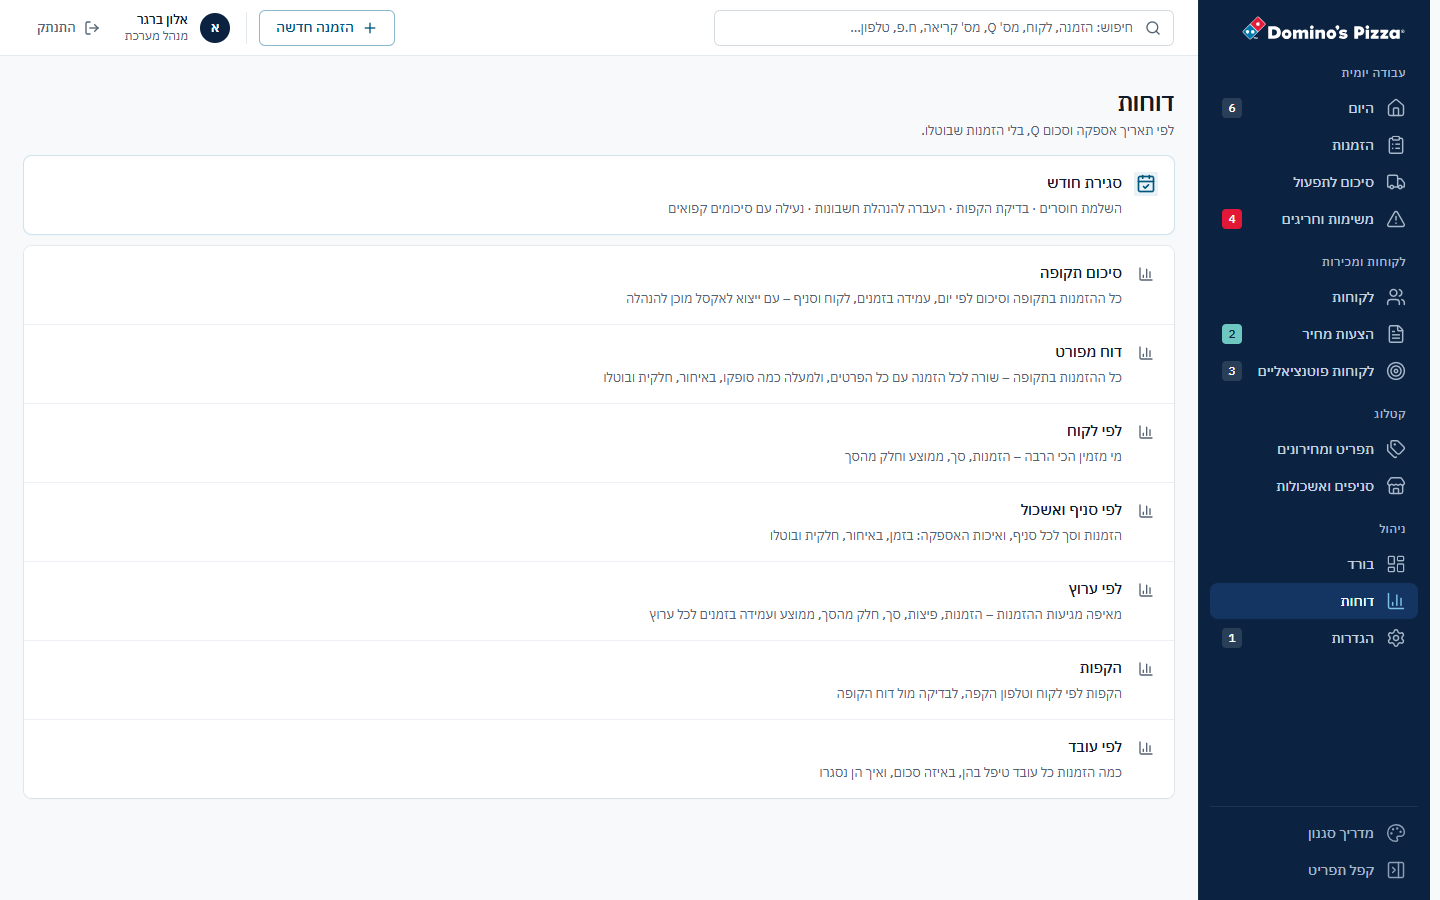 Domino's Pizza
עבודה יומית
היום 6
הזמנות
סיכום לתפעול
משימות וחריגים 4
לקוחות ומכירות
לקוחות
הצעות מחיר 2
לקוחות פוטנציאליים 3
קטלוג
תפריט ומחירונים
סניפים ואשכולות
ניהול
בורד
דוחות
הגדרות 1
מדריך סגנון
קפל תפריט
חיפוש: הזמנה, לקוח, מס' Q, מס' קריאה, ח.פ, טלפון...
הזמנה חדשה
א
אלון ברגר
מנהל מערכת
התנתק
דוחות
לפי תאריך אספקה וסכום Q, בלי הזמנות שבוטלו.
סגירת חודש
השלמת חוסרים · בדיקת הקפות · העברה להנהלת חשבונות · נעילה עם סיכומים קפואים
סיכום תקופה
כל ההזמנות בתקופה וסיכום לפי יום, עמידה בזמנים, לקוח וסניף – עם ייצוא לאקסל מוכן להנהלה
דוח מפורט
כל ההזמנות בתקופה – שורה לכל הזמנה עם כל הפרטים, ולמעלה כמה סופקו, באיחור, חלקית ובוטלו
לפי לקוח
מי מזמין הכי הרבה – הזמנות, סך, ממוצע וחלק מהסך
לפי סניף ואשכול
הזמנות וסך לכל סניף, ואיכות האספקה: בזמן, באיחור, חלקית ובוטלו
לפי ערוץ
מאיפה מגיעות ההזמנות – הזמנות, פיצות, סך, חלק מהסך, ממוצע ועמידה בזמנים לכל ערוץ
הקפות
הקפות לפי לקוח וטלפון הקפה, לבדיקה מול דוח הקופה
לפי עובד
כמה הזמנות כל עובד טיפל בהן, באיזה סכום, ואיך הן נסגרו